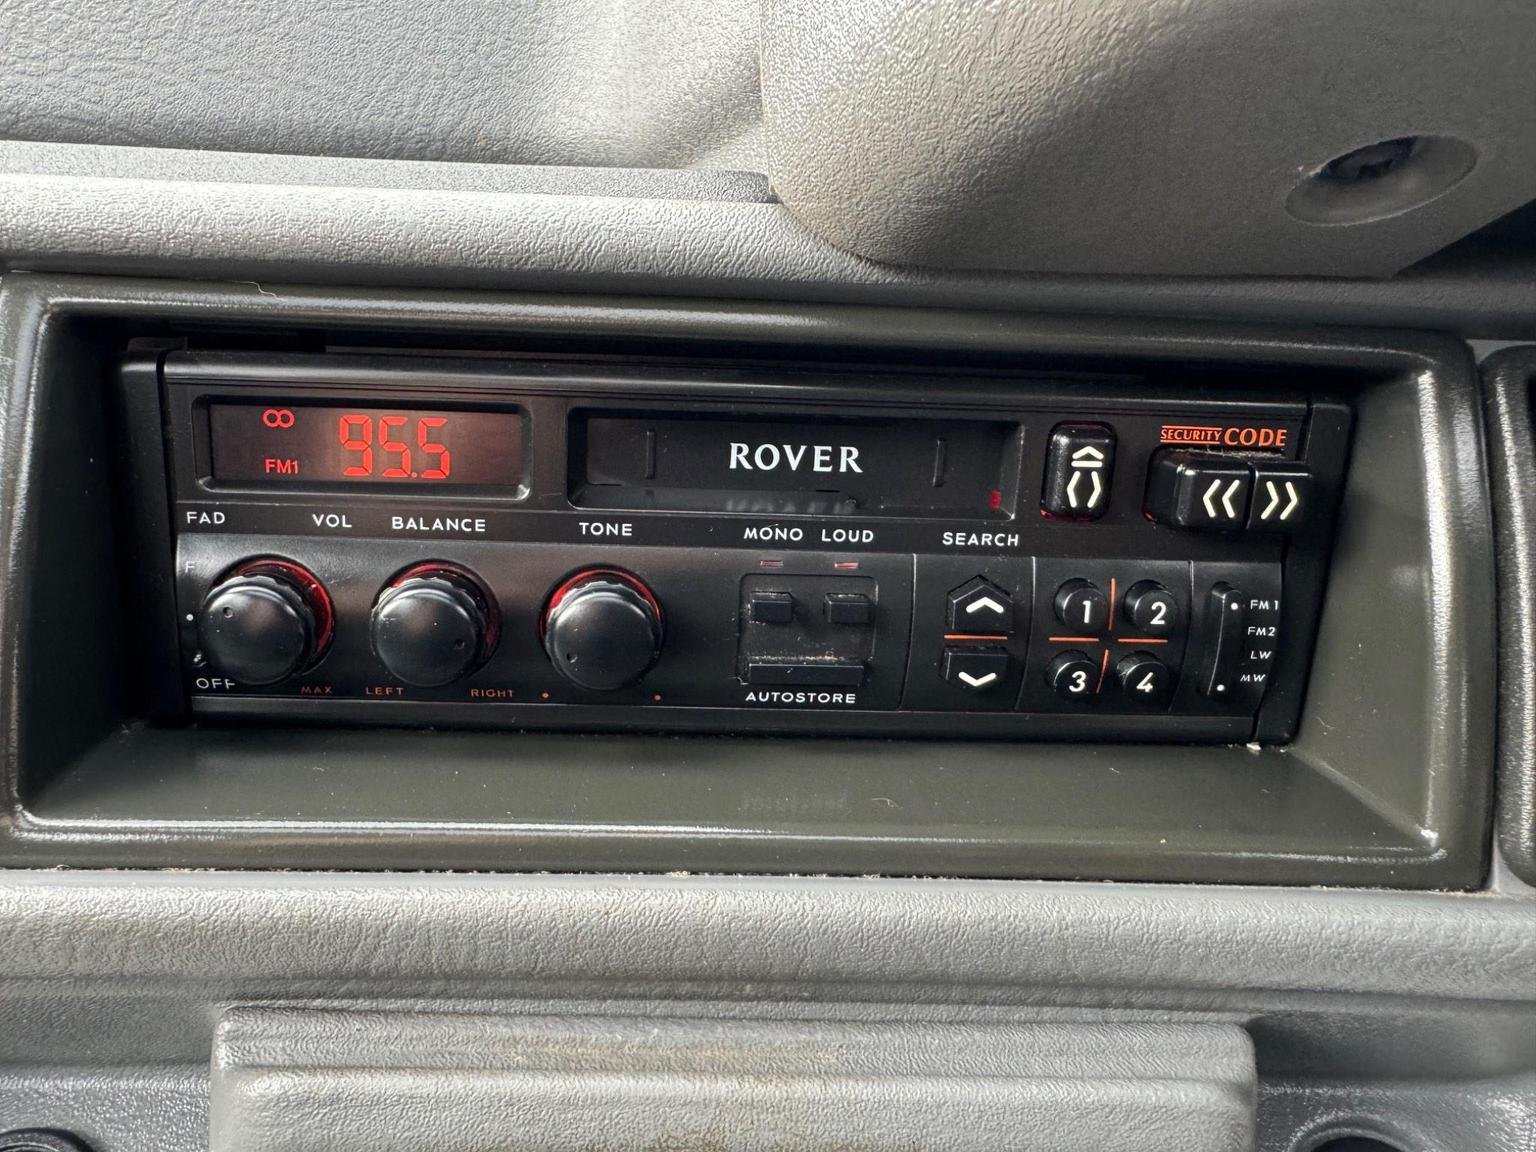 ∞
FM1 95.5
ROVER
SECURITY CODE
FAD VOL BALANCE TONE MONO LOUD SEARCH
F
OFF MAX LEFT RIGHT
AUTOSTORE
1 2
3 4
FM1
FM2
LW
MW